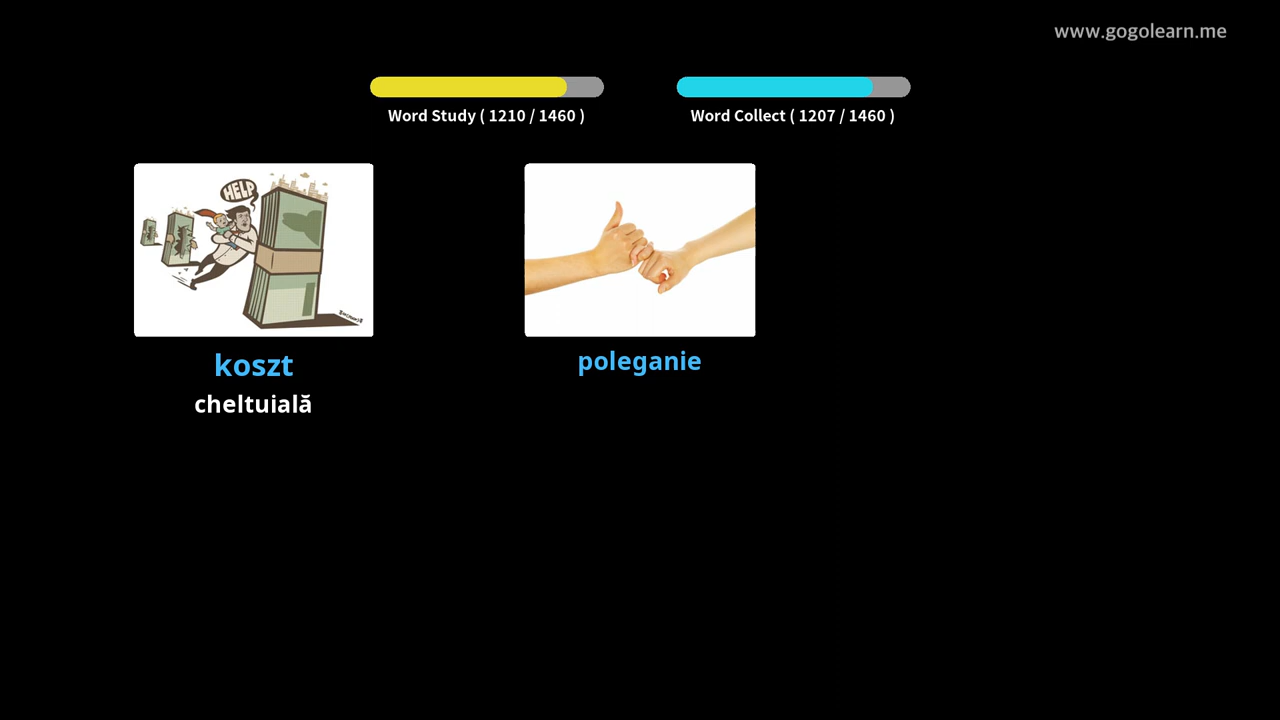 www.gogolearn.me
Word Study ( 1210 / 1460 )
Word Collect ( 1207 / 1460 )
HELP
koszt
poleganie
cheltuială